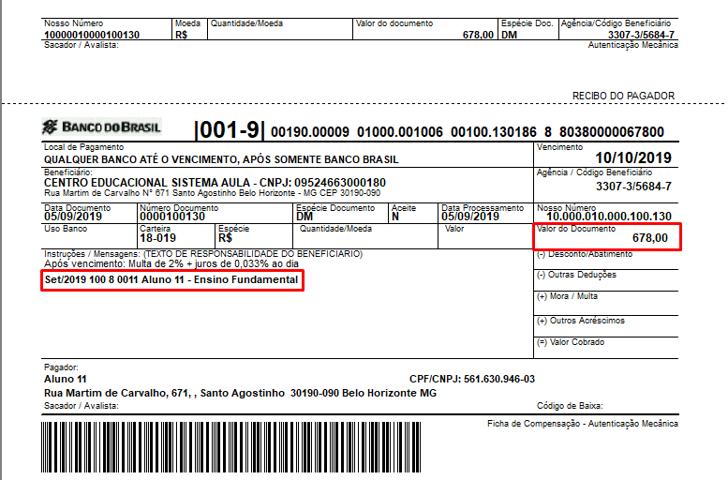 Nosso Número Moeda Quantidade/Moeda Valor do documento Espécie Doc. Agência/Código Beneficiário
10000010000100130 R$ 678,00 DM 3307-3/5684-7
Sacador / Avalista: Autenticação Mecânica
RECIBO DO PAGADOR
BANCO DO BRASIL |001-9| 00190.00009 01000.001006 00100.130186 8 80380000067800
Local de Pagamento Vencimento
QUALQUER BANCO ATÉ O VENCIMENTO, APÓS SOMENTE BANCO BRASIL 10/10/2019
Beneficiário: Agência / Código Beneficiário
CENTRO EDUCACIONAL SISTEMA AULA - CNPJ: 09524663000180 3307-3/5684-7
Rua Martim de Carvalho N° 671 Santo Agostinho Belo Horizonte - MG CEP 30190-090
Data Documento Número Documento Espécie Documento Aceite Data Processamento Nosso Número
05/09/2019 0000100130 DM N 05/09/2019 10.000.010.000.100.130
Uso Banco Carteira Espécie Quantidade/Moeda Valor Valor do Documento
18-019 R$ 678,00
Instruções / Mensagens: (TEXTO DE RESPONSABILIDADE DO BENEFICIARIO) (-) Desconto/Abatimento
Após vencimento: Multa de 2% + juros de 0,033% ao dia
Set/2019 100 8 0011 Aluno 11 - Ensino Fundamental (-) Outras Deduções
(+) Mora / Multa
(+) Outros Acréscimos
(=) Valor Cobrado
Pagador:
Aluno 11 CPF/CNPJ: 561.630.946-03
Rua Martim de Carvalho, 671, , Santo Agostinho 30190-090 Belo Horizonte MG
Sacador / Avalista: Código de Baixa:
Ficha de Compensação - Autenticação Mecânica